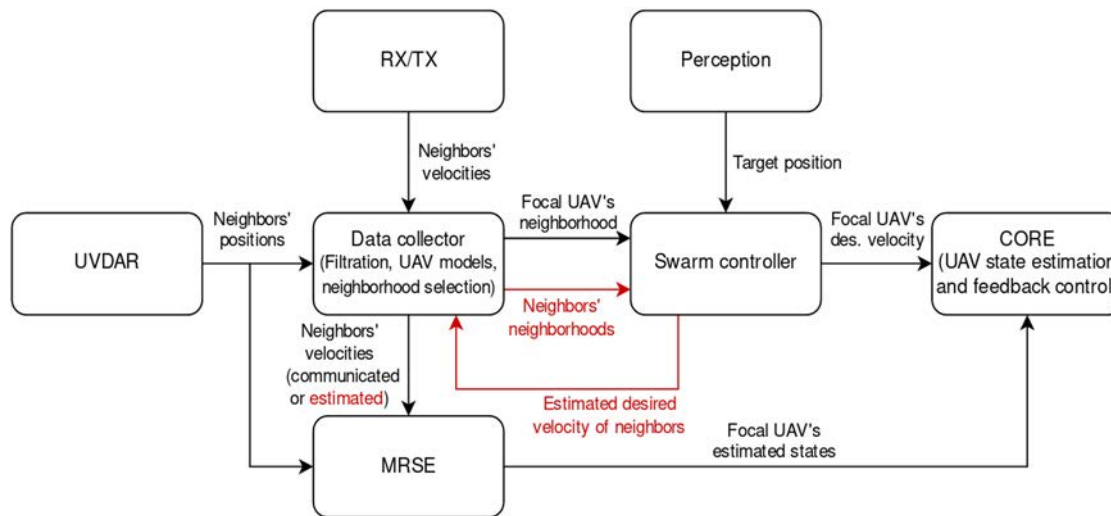 RX/TX
Perception
Neighbors'
velocities
Target position
Neighbors'
positions
Focal UAV's
neighborhood
Focal UAV's
des. velocity
UVDAR
Data collector
(Filtration, UAV models,
neighborhood selection)
Swarm controller
CORE
(UAV state estimation
and feedback control
Neighbors'
neighborhoods
Neighbors'
velocities
(communicated
or estimated)
Estimated desired
velocity of neighbors
MRSE
Focal UAV's
estimated states